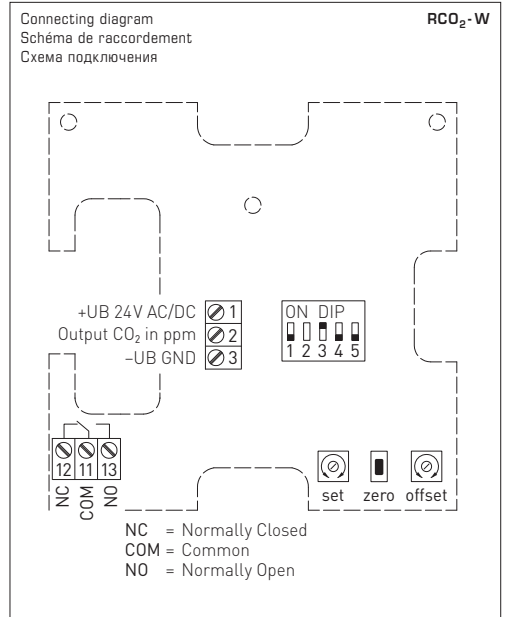 Connecting diagram
RCO₂-W
Schéma de raccordement
Схема подключения
+UB 24V AC/DC 1
Output CO₂ in ppm 2
–UB GND 3
ON DIP
1 2 3 4 5
12 11 13
NC COM NO
set zero offset
NC = Normally Closed
COM = Common
NO = Normally Open